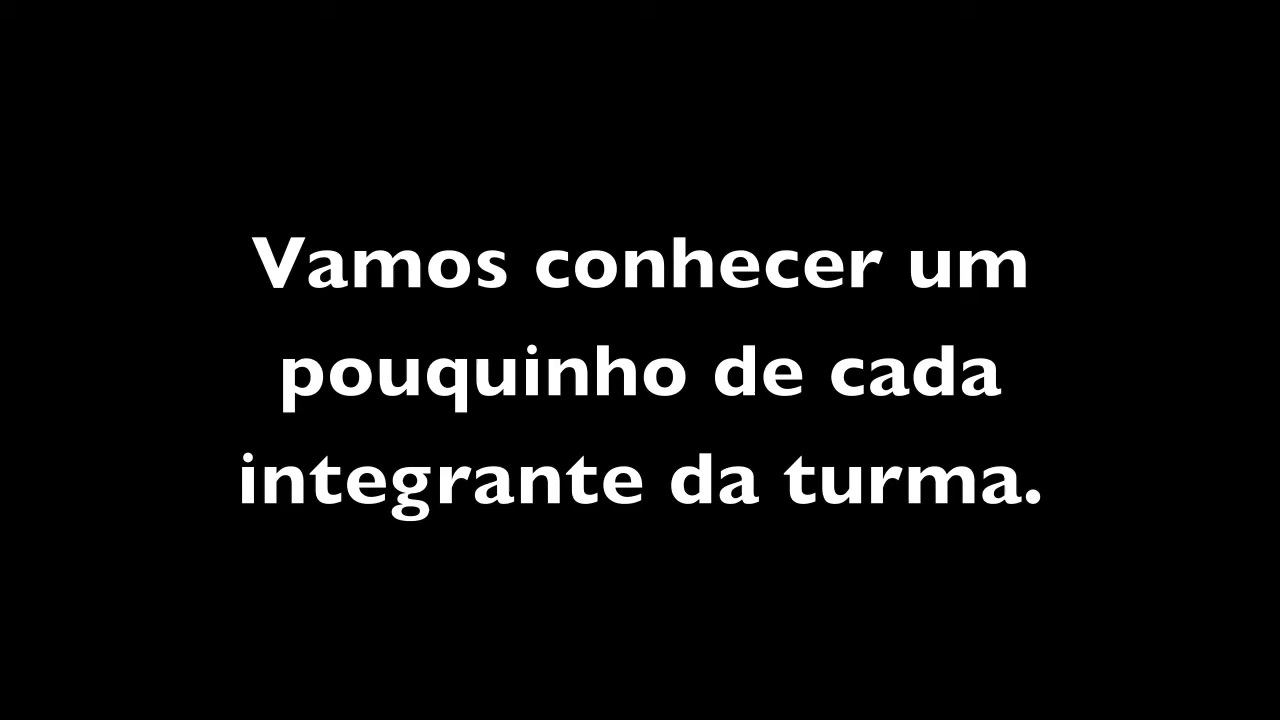 Vamos conhecer um
pouquinho de cada
integrante da turma.